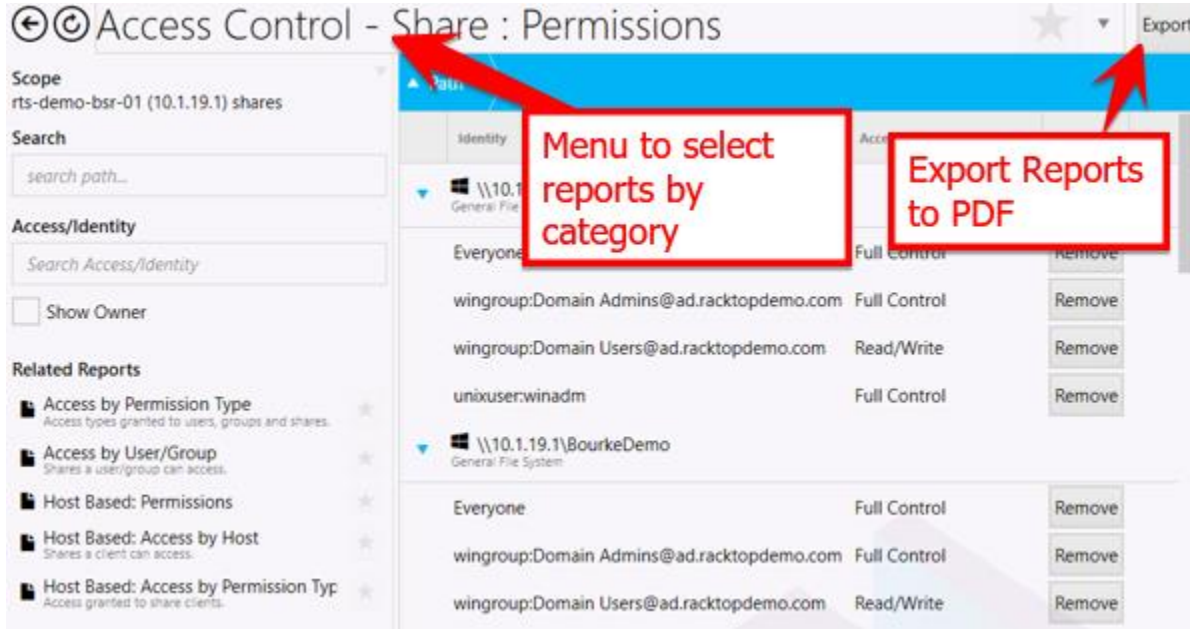 Access Control - Share : Permissions
Export
Scope
rts-demo-bsr-01 (10.1.19.1) shares
Search
search path...
Access/Identity
Search Access/Identity
Show Owner
Related Reports
Access by Permission Type
Access types granted to users, groups and shares.
Access by User/Group
Shares a user/group can access.
Host Based: Permissions
Host Based: Access by Host
Shares a client can access.
Host Based: Access by Permission Typ
Access granted to share clients.
Identity
Menu to select
reports by
category
Export Reports
to PDF
\\10.1
General File
Everyone Full Control Remove
wingroup:Domain Admins@ad.racktopdemo.com Full Control Remove
wingroup:Domain Users@ad.racktopdemo.com Read/Write Remove
unixuser:winadm Full Control Remove
\\10.1.19.1\BourkeDemo
General File System
Everyone Full Control Remove
wingroup:Domain Admins@ad.racktopdemo.com Full Control Remove
wingroup:Domain Users@ad.racktopdemo.com Read/Write Remove